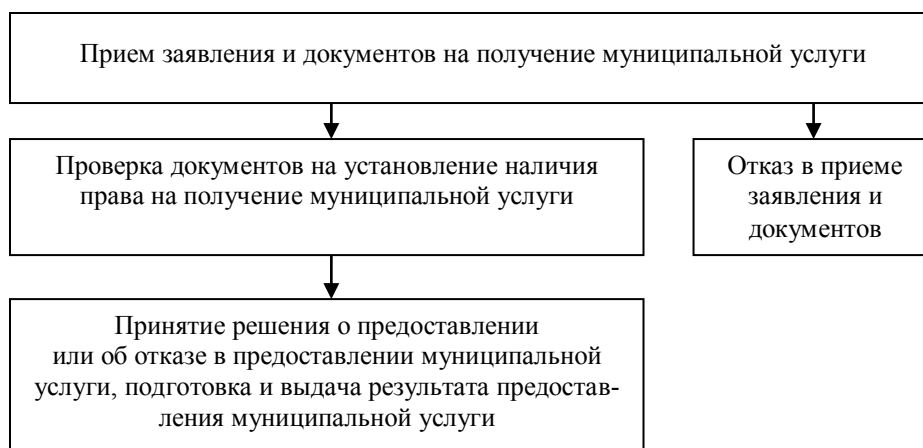 Прием заявления и документов на получение муниципальной услуги
Проверка документов на установление наличия
права на получение муниципальной услуги
Отказ в приеме
заявления и
документов
Принятие решения о предоставлении
или об отказе в предоставлении муниципальной
услуги, подготовка и выдача результата предостав-
ления муниципальной услуги